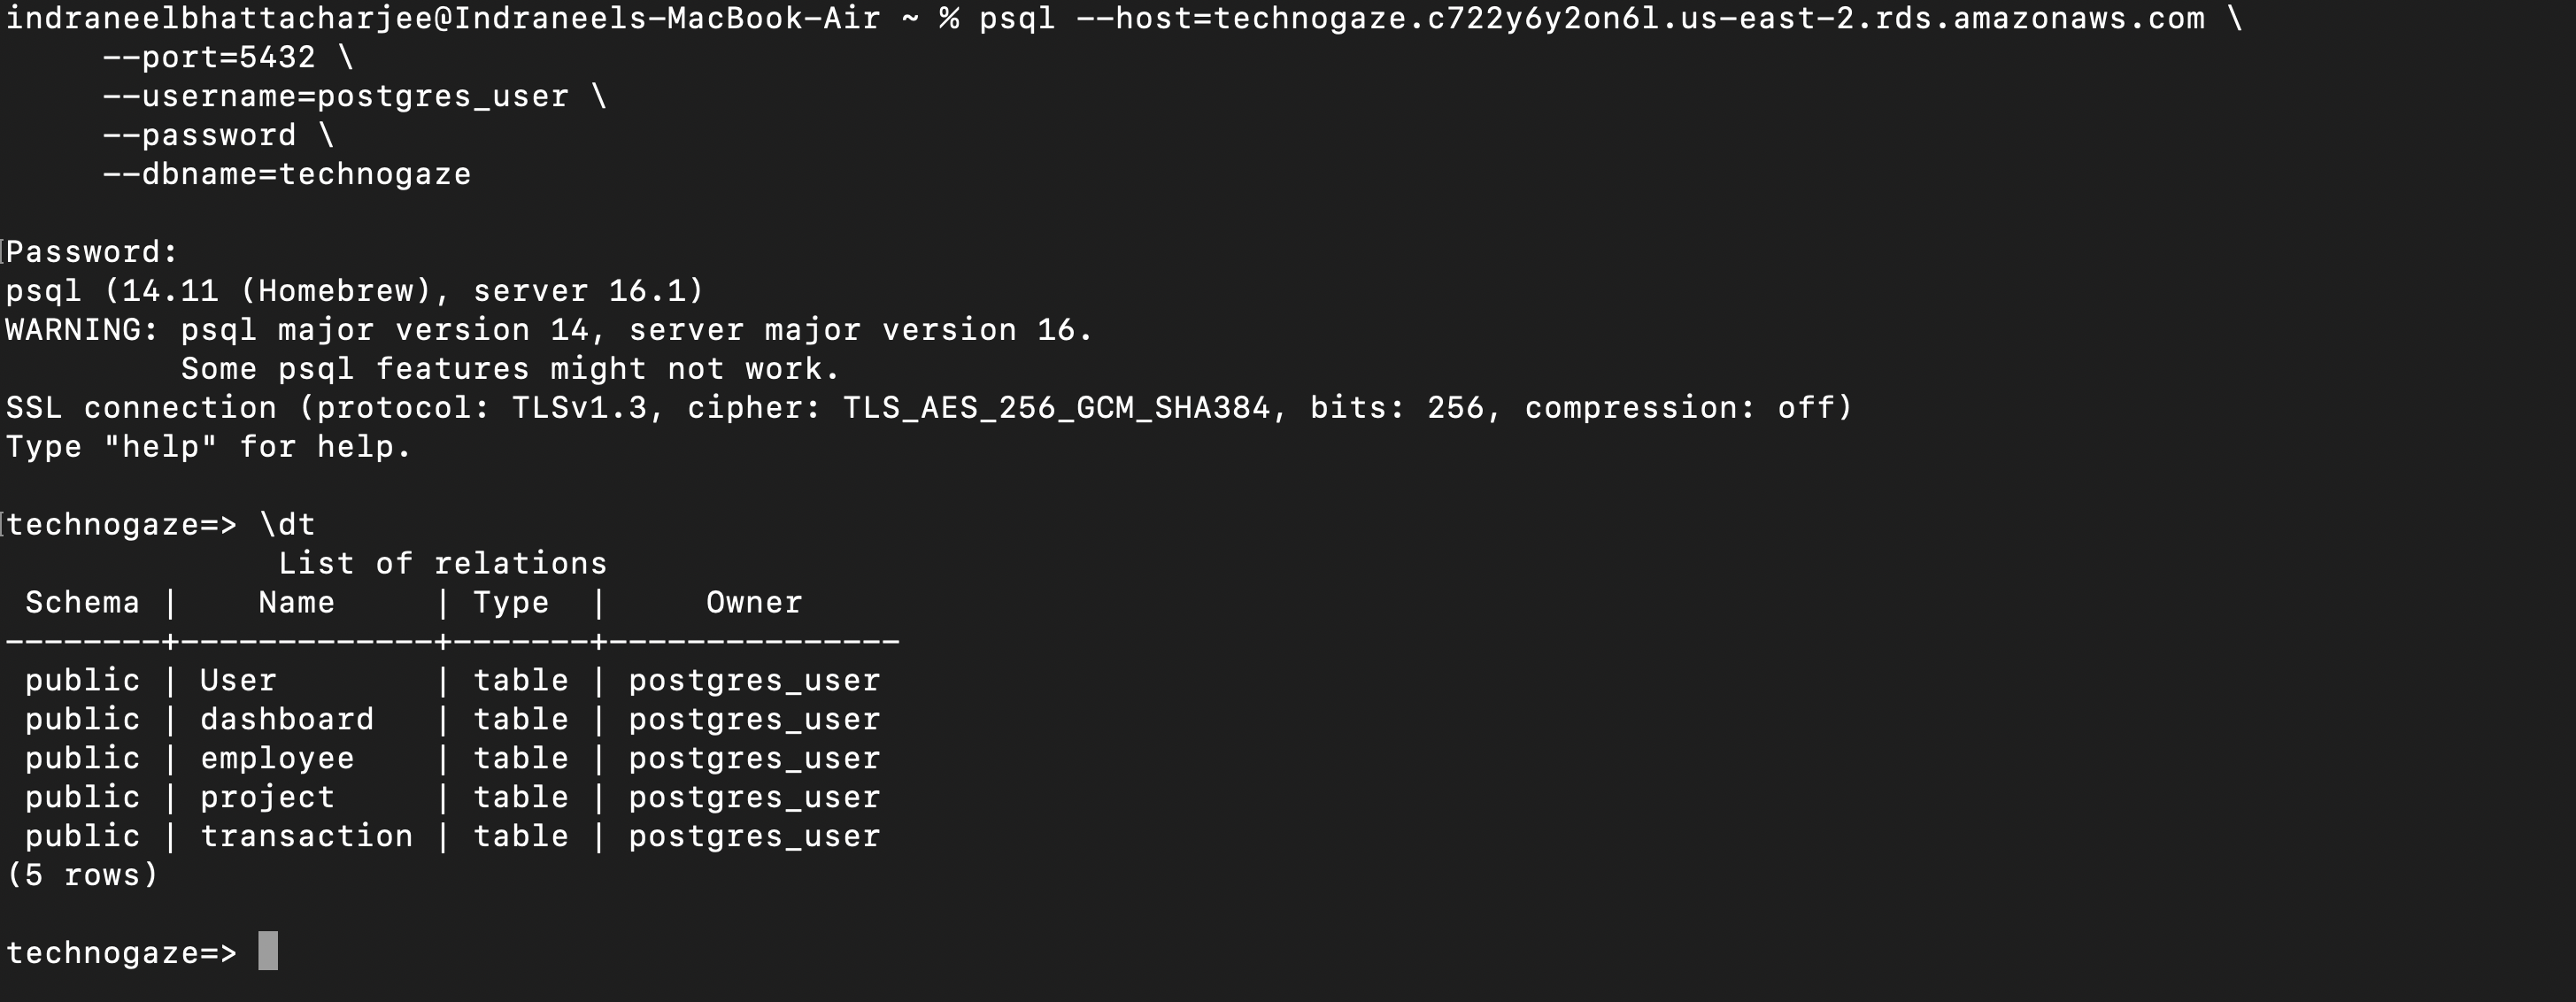 indraneelbhattacharjee@Indraneels-MacBook-Air ~ % psql --host=technogaze.c722y6y2on6l.us-east-2.rds.amazonaws.com \
     --port=5432 \
     --username=postgres_user \
     --password \
     --dbname=technogaze

Password:
psql (14.11 (Homebrew), server 16.1)
WARNING: psql major version 14, server major version 16.
         Some psql features might not work.
SSL connection (protocol: TLSv1.3, cipher: TLS_AES_256_GCM_SHA384, bits: 256, compression: off)
Type "help" for help.

technogaze=> \dt
              List of relations
 Schema |    Name     | Type  |     Owner
--------+-------------+-------+---------------
 public | User        | table | postgres_user
 public | dashboard   | table | postgres_user
 public | employee    | table | postgres_user
 public | project     | table | postgres_user
 public | transaction | table | postgres_user
(5 rows)

technogaze=>